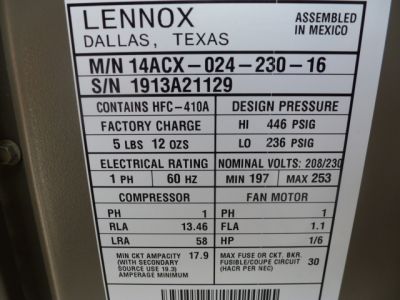 LENNOX
DALLAS, TEXAS
ASSEMBLED
IN MEXICO
M/N 14ACX-024-230-16
S/N 1913A21129
CONTAINS HFC-410A
DESIGN PRESSURE
FACTORY CHARGE
HI 446 PSIG
5 LBS 12 OZS
LO 236 PSIG
ELECTRICAL RATING
NOMINAL VOLTS: 208/230
1 PH 60 HZ
MIN 197 MAX 253
COMPRESSOR
FAN MOTOR
PH 1
PH 1
RLA 13.46
FLA 1.1
LRA 58
HP 1/6
MIN CKT AMPACITY 17.9
(WITH SECONDARY
SOURCE USE 19.3)
AMPERAGE MINIMUM
MAX FUSE OR CKT. BKR.
FUSIBLE/COUPE CIRCUIT 30
(HACR PER NEC)